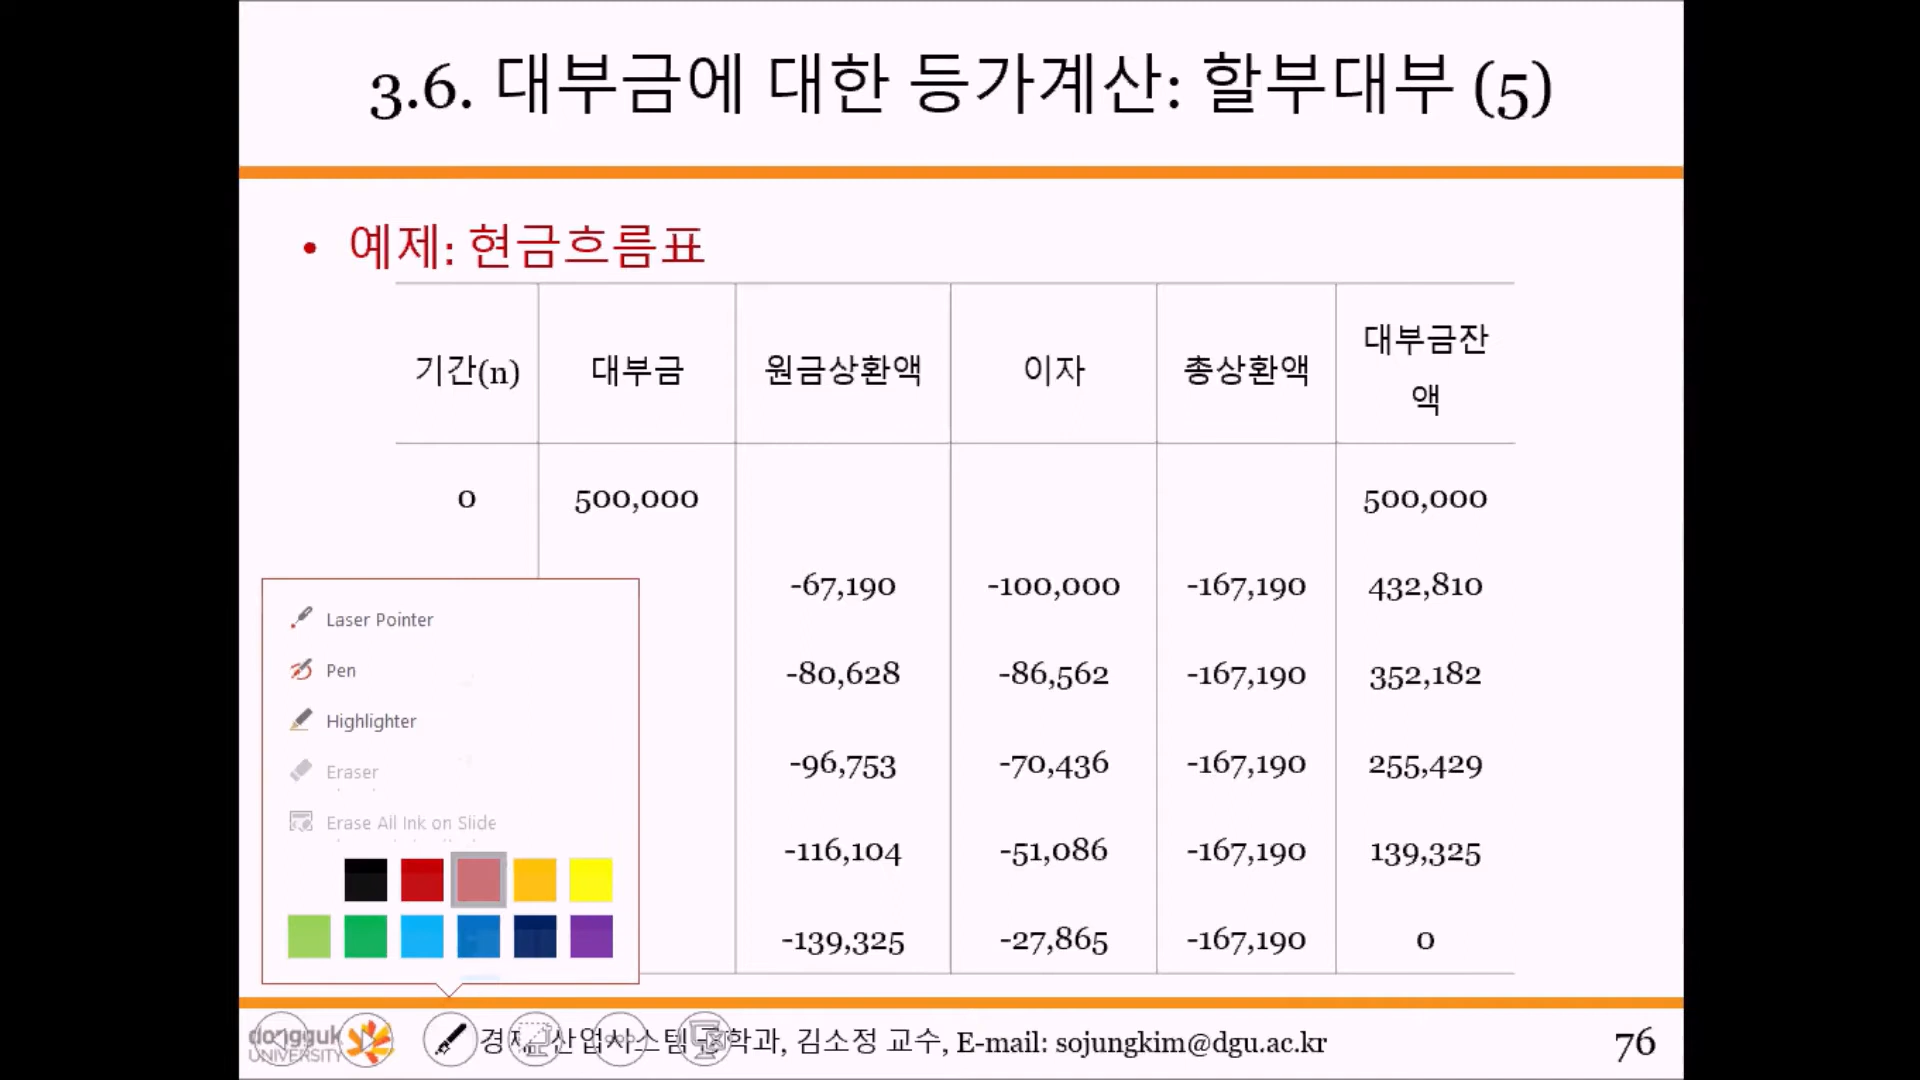 3.6. 대부금에 대한 등가계산: 할부대부 (5)
• 예제: 현금흐름표
기간(n) 대부금 원금상환액 이자 총상환액 대부금잔액
0 500,000 500,000
-67,190 -100,000 -167,190 432,810
-80,628 -86,562 -167,190 352,182
-96,753 -70,436 -167,190 255,429
-116,104 -51,086 -167,190 139,325
-139,325 -27,865 -167,190 0
Laser Pointer
Pen
Highlighter
Eraser
Erase All Ink on Slide
dongguk
UNIVERSITY
산업시스템 학과, 김소정 교수, E-mail: sojungkim@dgu.ac.kr
76